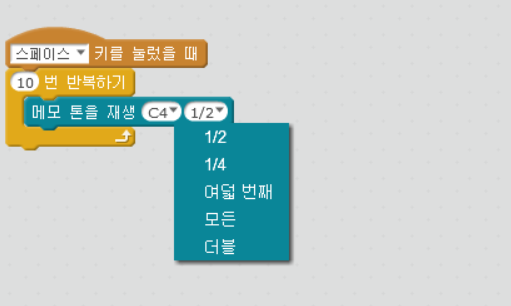 스페이스 키를 눌렀을 때
10 번 반복하기
메모 톤을 재생 C4 1/2
1/2
1/4
여덟 번째
모든
더블